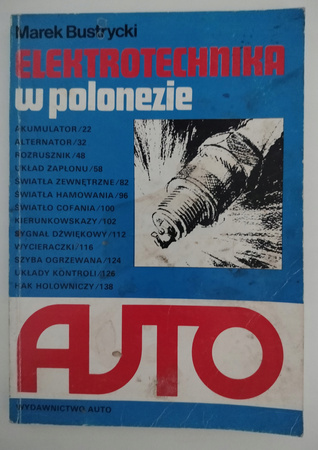 Marek Bustrycki
ELEKTROTECHNIKA
w polonezie
AKUMULATOR/22
ALTERNATOR/32
ROZRUSZNIK/48
UKŁAD ZAPŁONU/58
ŚWIATŁA ZEWNĘTRZNE/82
ŚWIATŁA HAMOWANIA/96
ŚWIATŁO COFANIA/100
KIERUNKOWSKAZY/102
SYGNAŁ DŹWIĘKOWY/112
WYCIERACZKI/116
SZYBA OGRZEWANA/124
UKŁADY KONTROLI/126
HAK HOLOWNICZY/138
AUTO
WYDAWNICTWO AUTO